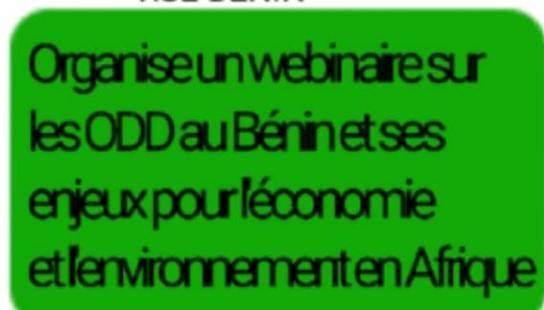 Organise un webinaire sur
les ODD au Bénin et ses
enjeux pour l'économie
et l'environnement en Afrique